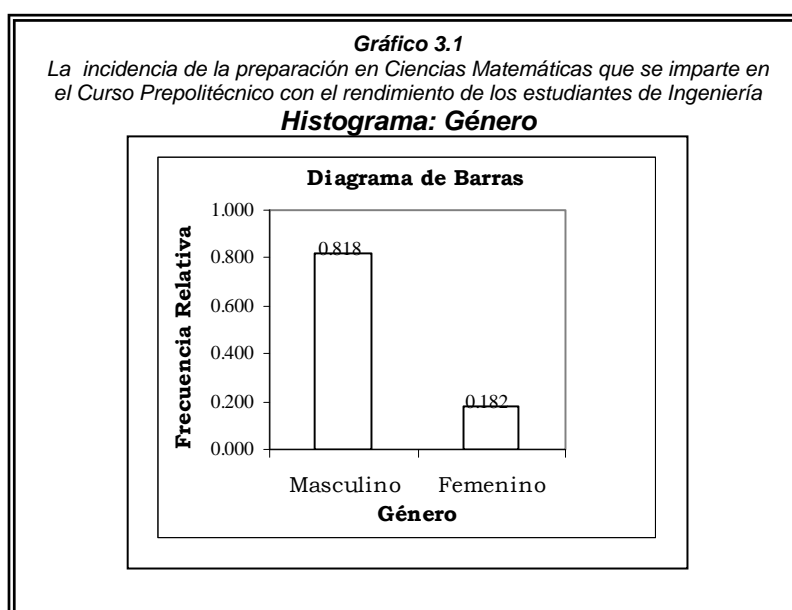 Gráfico 3.1
La incidencia de la preparación en Ciencias Matemáticas que se imparte en
el Curso Prepolitécnico con el rendimiento de los estudiantes de Ingeniería
Histograma: Género
Diagrama de Barras
Frecuencia Relativa
1.000
0.800
0.600
0.400
0.200
0.000
0.818
0.182
Masculino Femenino
Género